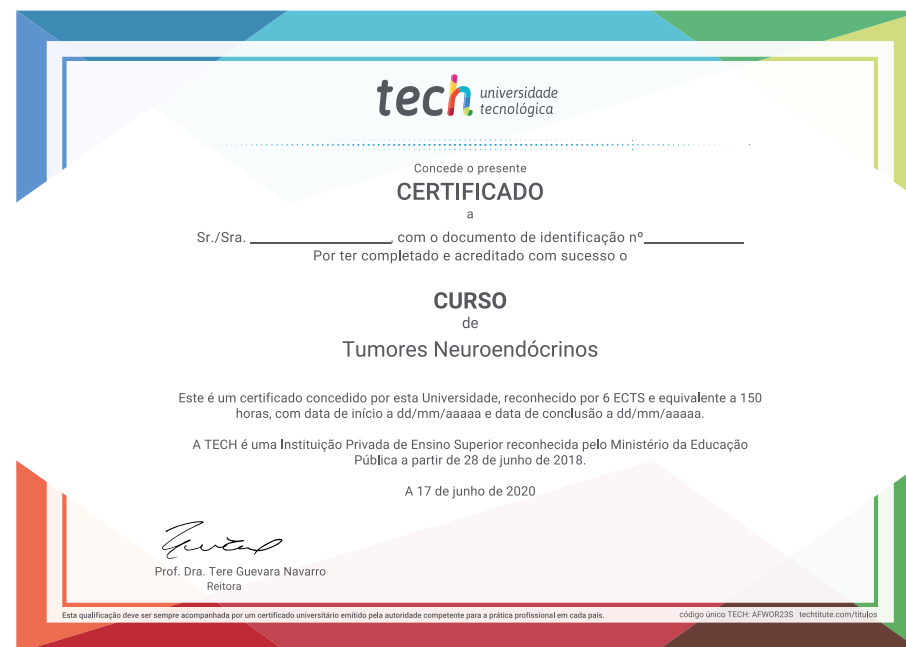 tech universidade
tecnológica
Concede o presente
CERTIFICADO
a
Sr./Sra. ____________________, com o documento de identificação nº______________
Por ter completado e acreditado com sucesso o
CURSO
de
Tumores Neuroendócrinos
Este é um certificado concedido por esta Universidade, reconhecido por 6 ECTS e equivalente a 150
horas, com data de início a dd/mm/aaaaa e data de conclusão a dd/mm/aaaaa.
A TECH é uma Instituição Privada de Ensino Superior reconhecida pelo Ministério da Educação
Pública a partir de 28 de junho de 2018.
A 17 de junho de 2020
Prof. Dra. Tere Guevara Navarro
Reitora
Esta qualificação deve ser sempre acompanhada por um certificado universitário emitido pela autoridade competente para a prática profissional em cada país.
código único TECH: AFWOR23S techtitute.com/titulos